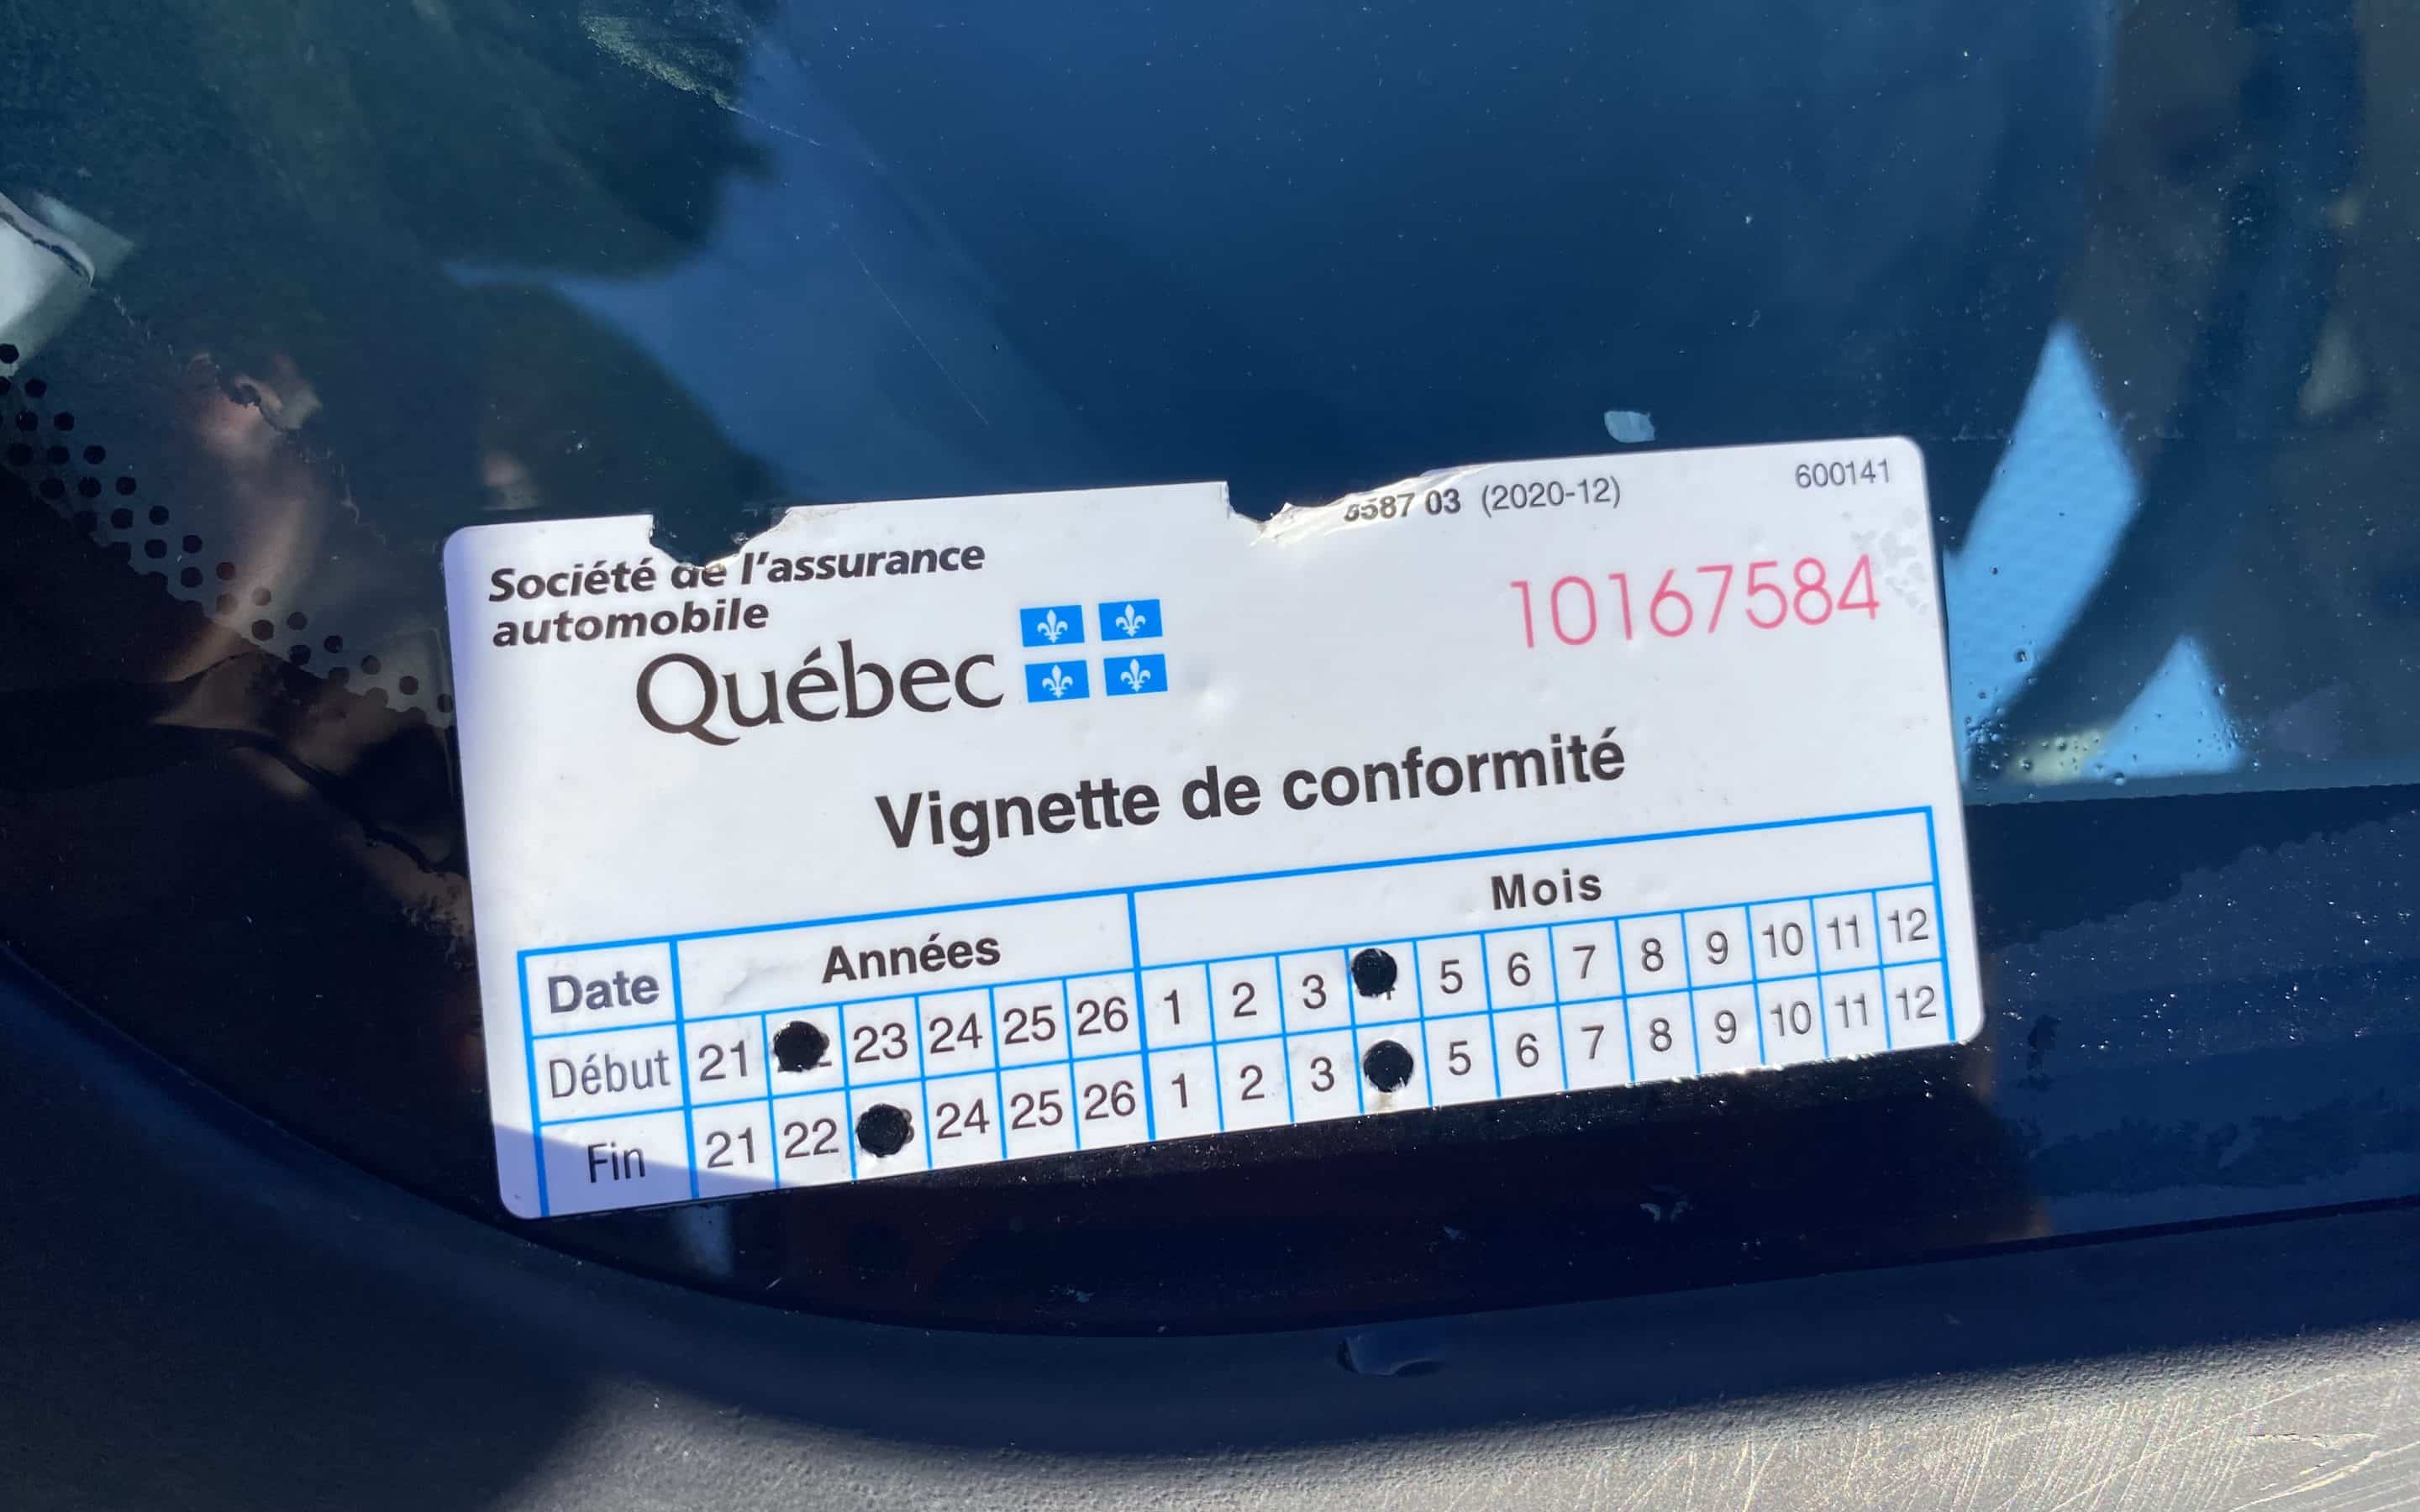 6587 03 (2020-12) 600141
Société de l'assurance
automobile
Québec
10167584
Vignette de conformité
Date Années Mois
Début 21 23 24 25 26 1 2 3 5 6 7 8 9 10 11 12
Fin 21 22 24 25 26 1 2 3 5 6 7 8 9 10 11 12